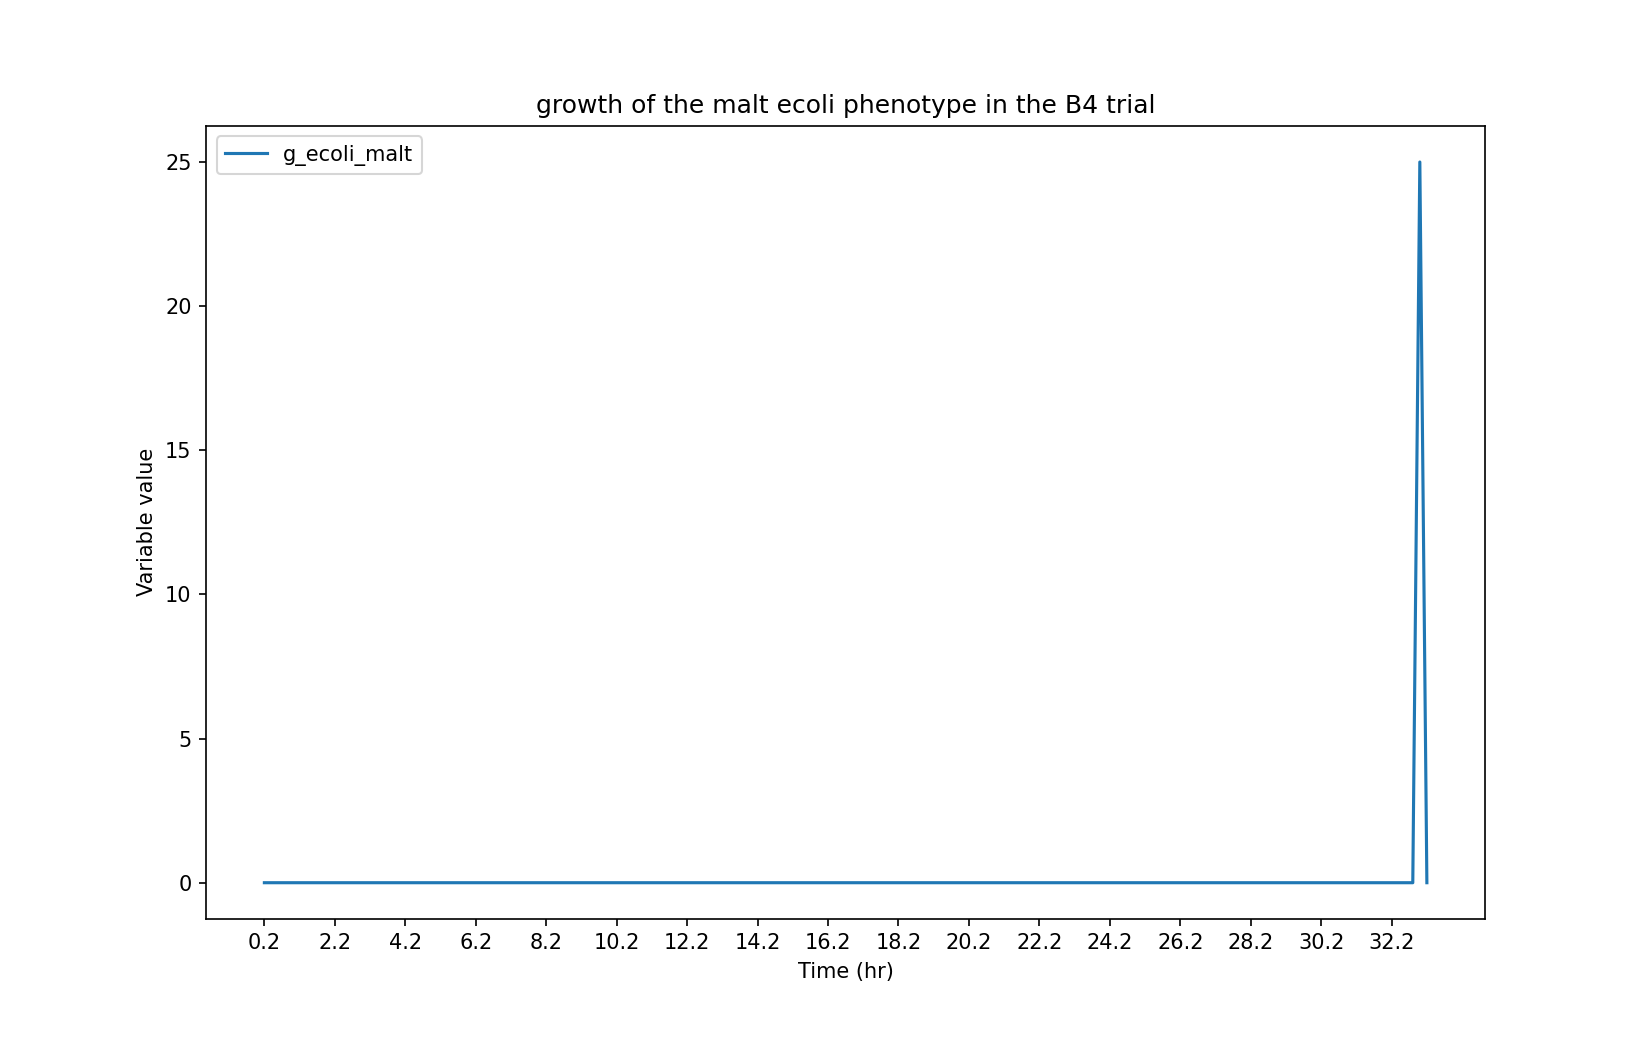 growth of the malt ecoli phenotype in the B4 trial
g_ecoli_malt
25
20
15
10
5
0
Variable value
0.2 2.2 4.2 6.2 8.2 10.2 12.2 14.2 16.2 18.2 20.2 22.2 24.2 26.2 28.2 30.2 32.2
Time (hr)